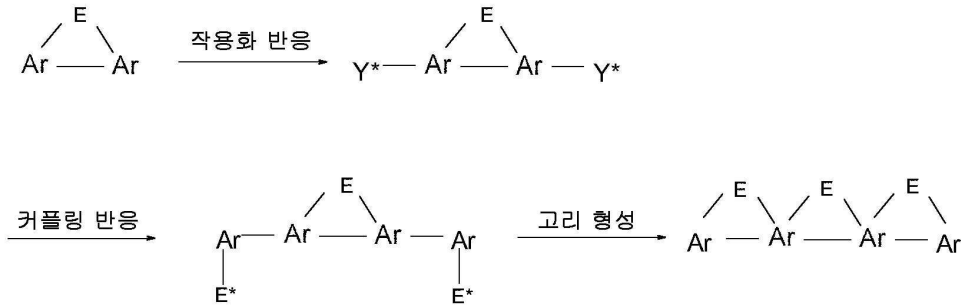 E
Ar Ar
작용화 반응
E
Y* Ar Ar Y*
커플링 반응
E
Ar Ar Ar Ar
E* E*
고리 형성
E E E
Ar Ar Ar Ar